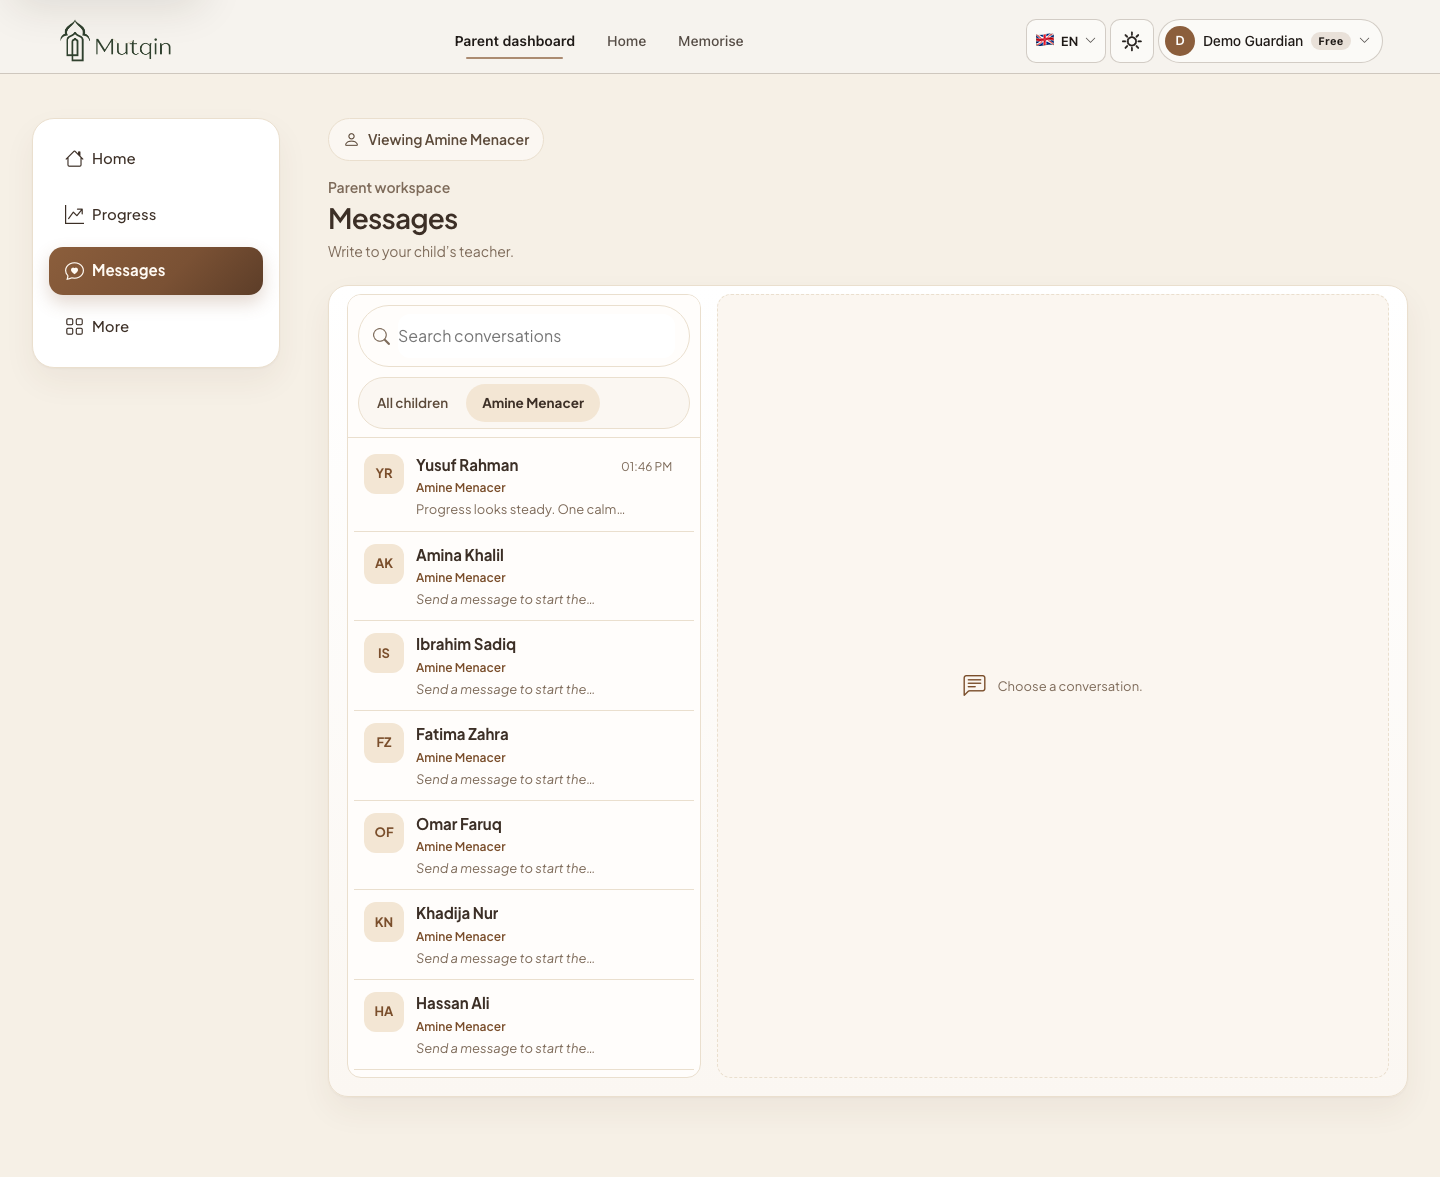 Mutqin
Parent dashboard
Home
Memorise
EN
D
Demo Guardian
Free
Home
Progress
Messages
More
Viewing Amine Menacer
Parent workspace
Messages
Write to your child's teacher.
Search conversations
All children
Amine Menacer
YR
Yusuf Rahman
01:46 PM
Amine Menacer
Progress looks steady. One calm…
AK
Amina Khalil
Amine Menacer
Send a message to start the…
IS
Ibrahim Sadiq
Amine Menacer
Send a message to start the…
FZ
Fatima Zahra
Amine Menacer
Send a message to start the…
OF
Omar Faruq
Amine Menacer
Send a message to start the…
KN
Khadija Nur
Amine Menacer
Send a message to start the…
HA
Hassan Ali
Amine Menacer
Send a message to start the…
Choose a conversation.